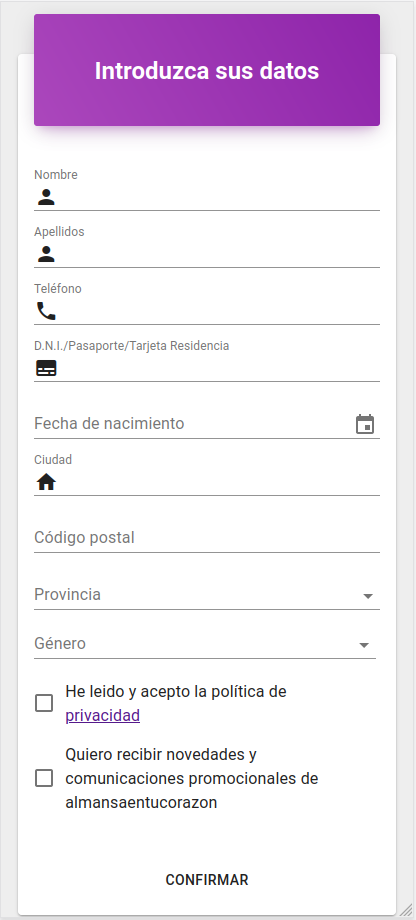 Introduzca sus datos
Nombre
Apellidos
Teléfono
D.N.I./Pasaporte/Tarjeta Residencia
Fecha de nacimiento
Ciudad
Código postal
Provincia
Género
He leido y acepto la política de
privacidad
Quiero recibir novedades y
comunicaciones promocionales de
almansaentucorazon
CONFIRMAR